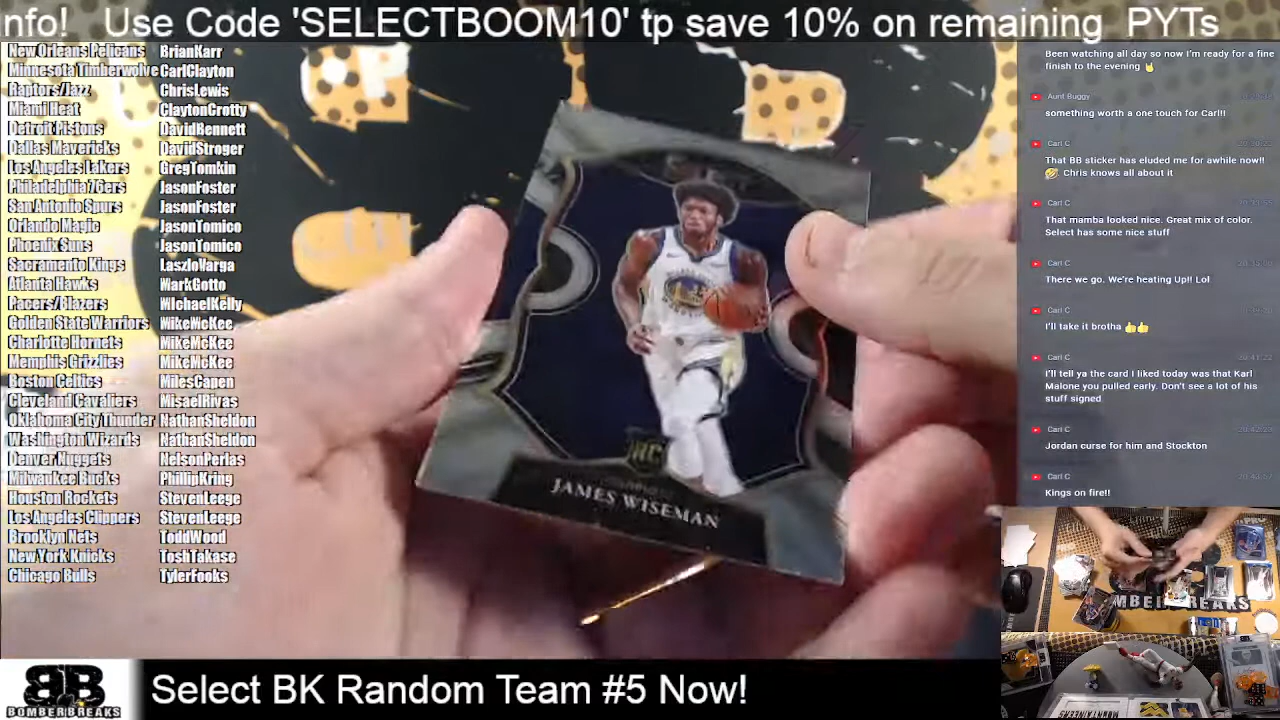 nfo! Use Code 'SELECTBOOM10' tp save 10% on remaining PYTs
New Orleans Pelicans BrianKarr
Minnesota Timberwolve CarlClayton
Raptors/Jazz ChrisLewis
Miami Heat ClaytonCrotty
Detroit Pistons DavidBennett
Dallas Mavericks DavidStroger
Los Angeles Lakers GregTomkin
Philadelphia 76ers JasonFoster
San Antonio Spurs JasonFoster
Orlando Magic JasonTomico
Phoenix Suns JasonTomico
Sacramento Kings LaszloVarga
Atlanta Hawks MarkGotto
Pacers/Blazers MIchaelKelly
Golden State Warriors MikeMcKee
Charlotte Hornets MikeMcKee
Memphis Grizzlies MikeMcKee
Boston Celtics MilesCapen
Cleveland Cavaliers MisaelRivas
Oklahoma City Thunder NathanSheldon
Washington Wizards NathanSheldon
Denver Nuggets NelsonPerlas
Milwaukee Bucks PhillipKring
Houston Rockets StevenLeege
Los Angeles Clippers StevenLeege
Brooklyn Nets ToddWood
New York Knicks ToshTakase
Chicago Bulls TylerFooks
RC
JAMES WISEMAN
Been watching all day so now I'm ready for a fine
finish to the evening
Aunt Buggy
something worth a one touch for Carl!!!
Carl C
That BB sticker has eluded me for awhile now!!
Chris knows all about it
Carl C
That mamba looked nice. Great mix of color.
Select has some nice stuff
Carl C
There we go. We're heating Up!! Lol
Carl C
I'll take it brotha
Carl C 20:41:22
i'll tell ya the card I liked today was that Karl
Malone you pulled early. Don't see a lot of his
stuff signed
Carl C
Jordan curse for him and Stockton
Carl C
Kings on fire!!
BB
BOMBERBREAKS
Select BK Random Team #5 Now!